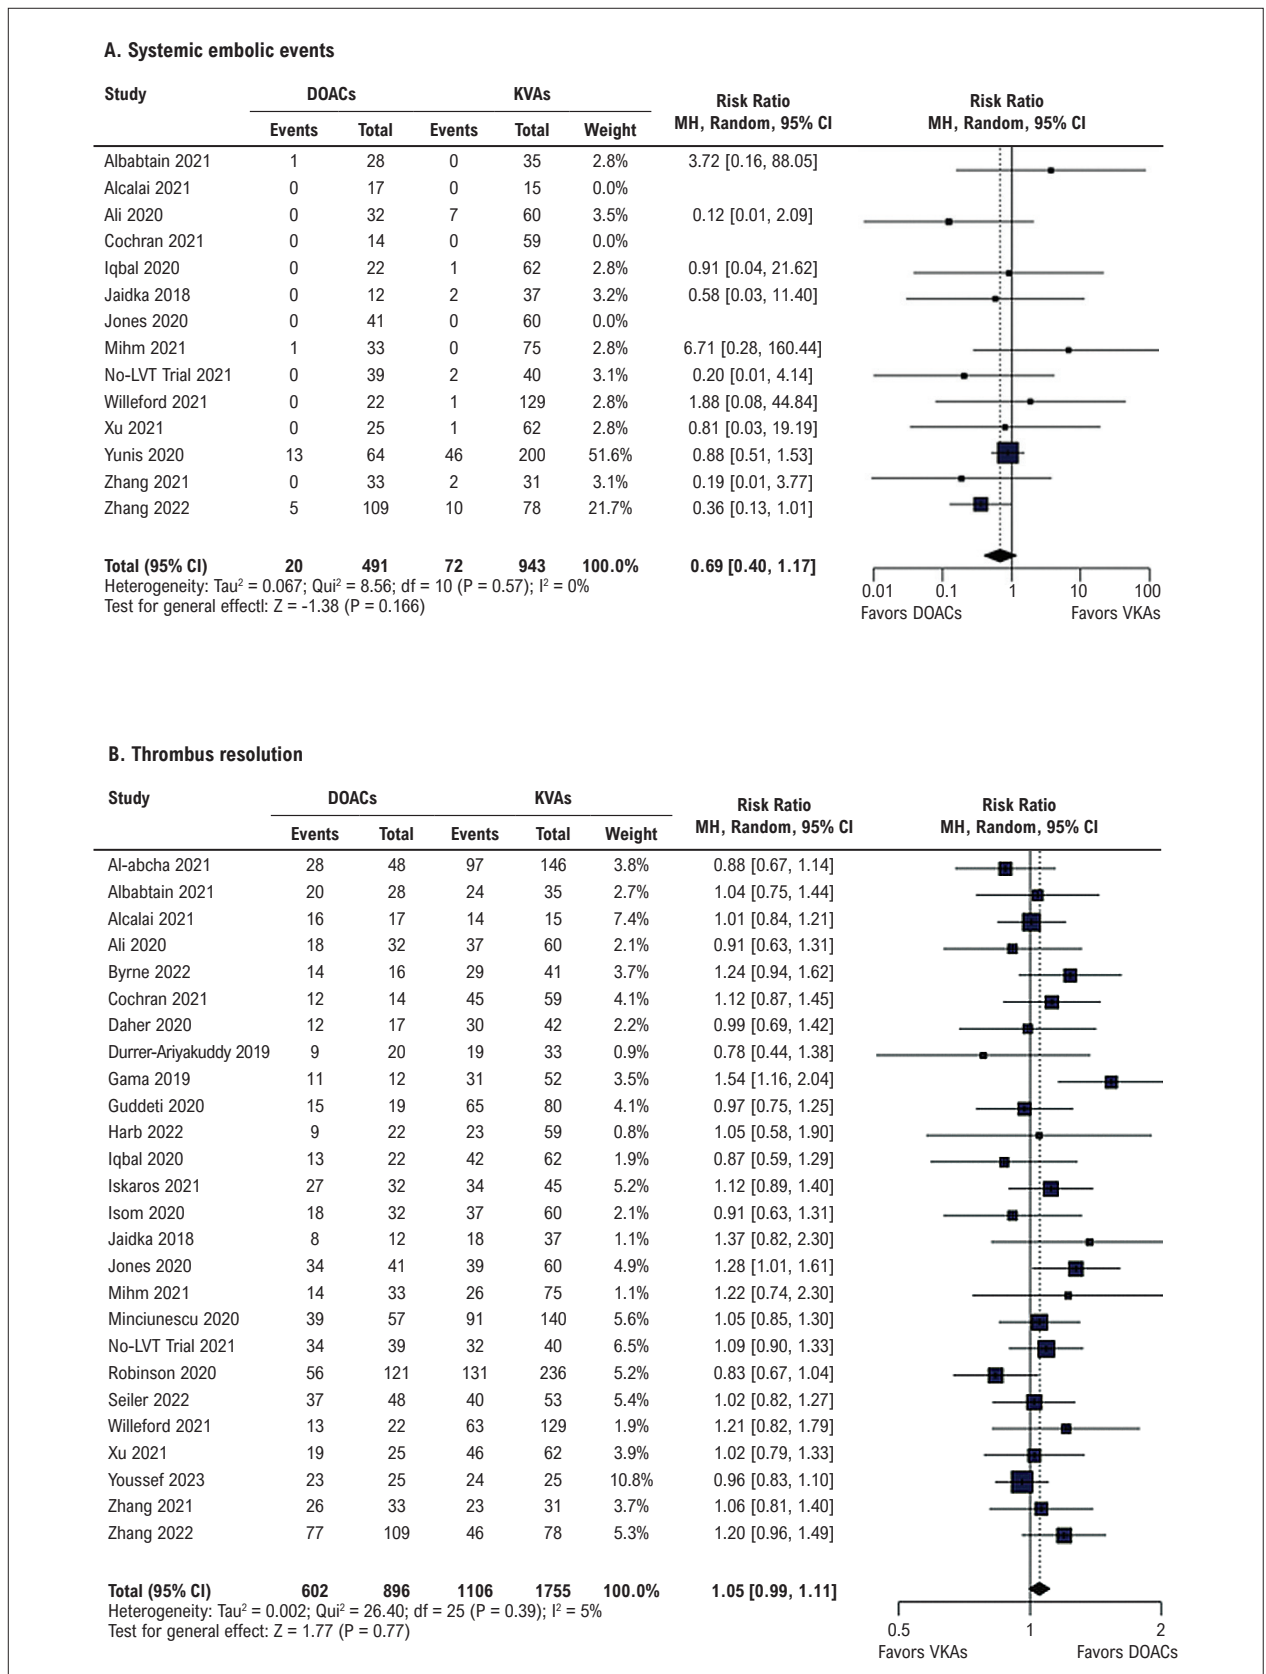 A. Systemic embolic events
Study DOACs KVAs Risk Ratio Risk Ratio
Events Total Events Total Weight MH, Random, 95% CI MH, Random, 95% CI
Albabtain 2021 1 28 0 35 2.8% 3.72 [0.16, 88.05]
Alcalai 2021 0 17 0 15 0.0%
Ali 2020 0 32 7 60 3.5% 0.12 [0.01, 2.09]
Cochran 2021 0 14 0 59 0.0%
Iqbal 2020 0 22 1 62 2.8% 0.91 [0.04, 21.62]
Jaidka 2018 0 12 2 37 3.2% 0.58 [0.03, 11.40]
Jones 2020 0 41 0 60 0.0%
Mihm 2021 1 33 0 75 2.8% 6.71 [0.28, 160.44]
No-LVT Trial 2021 0 39 2 40 3.1% 0.20 [0.01, 4.14]
Willeford 2021 0 22 1 129 2.8% 1.88 [0.08, 44.84]
Xu 2021 0 25 1 62 2.8% 0.81 [0.03, 19.19]
Yunis 2020 13 64 46 200 51.6% 0.88 [0.51, 1.53]
Zhang 2021 0 33 2 31 3.1% 0.19 [0.01, 3.77]
Zhang 2022 5 109 10 78 21.7% 0.36 [0.13, 1.01]
Total (95% CI) 20 491 72 943 100.0% 0.69 [0.40, 1.17]
Heterogeneity: Tau² = 0.067; Qui² = 8.56; df = 10 (P = 0.57); I² = 0%
Test for general effectl: Z = -1.38 (P = 0.166)
0.01 0.1 1 10 100
Favors DOACs Favors VKAs
B. Thrombus resolution
Study DOACs KVAs Risk Ratio Risk Ratio
Events Total Events Total Weight MH, Random, 95% CI MH, Random, 95% CI
Al-abcha 2021 28 48 97 146 3.8% 0.88 [0.67, 1.14]
Albabtain 2021 20 28 24 35 2.7% 1.04 [0.75, 1.44]
Alcalai 2021 16 17 14 15 7.4% 1.01 [0.84, 1.21]
Ali 2020 18 32 37 60 2.1% 0.91 [0.63, 1.31]
Byrne 2022 14 16 29 41 3.7% 1.24 [0.94, 1.62]
Cochran 2021 12 14 45 59 4.1% 1.12 [0.87, 1.45]
Daher 2020 12 17 30 42 2.2% 0.99 [0.69, 1.42]
Durrer-Ariyakuddy 2019 9 20 19 33 0.9% 0.78 [0.44, 1.38]
Gama 2019 11 12 31 52 3.5% 1.54 [1.16, 2.04]
Guddeti 2020 15 19 65 80 4.1% 0.97 [0.75, 1.25]
Harb 2022 9 22 23 59 0.8% 1.05 [0.58, 1.90]
Iqbal 2020 13 22 42 62 1.9% 0.87 [0.59, 1.29]
Iskaros 2021 27 32 34 45 5.2% 1.12 [0.89, 1.40]
Isom 2020 18 32 37 60 2.1% 0.91 [0.63, 1.31]
Jaidka 2018 8 12 18 37 1.1% 1.37 [0.82, 2.30]
Jones 2020 34 41 39 60 4.9% 1.28 [1.01, 1.61]
Mihm 2021 14 33 26 75 1.1% 1.22 [0.74, 2.30]
Minciunescu 2020 39 57 91 140 5.6% 1.05 [0.85, 1.30]
No-LVT Trial 2021 34 39 32 40 6.5% 1.09 [0.90, 1.33]
Robinson 2020 56 121 131 236 5.2% 0.83 [0.67, 1.04]
Seiler 2022 37 48 40 53 5.4% 1.02 [0.82, 1.27]
Willeford 2021 13 22 63 129 1.9% 1.21 [0.82, 1.79]
Xu 2021 19 25 46 62 3.9% 1.02 [0.79, 1.33]
Youssef 2023 23 25 24 25 10.8% 0.96 [0.83, 1.10]
Zhang 2021 26 33 23 31 3.7% 1.06 [0.81, 1.40]
Zhang 2022 77 109 46 78 5.3% 1.20 [0.96, 1.49]
Total (95% CI) 602 896 1106 1755 100.0% 1.05 [0.99, 1.11]
Heterogeneity: Tau² = 0.002; Qui² = 26.40; df = 25 (P = 0.39); I² = 5%
Test for general effect: Z = 1.77 (P = 0.77)
0.5 1 2
Favors VKAs Favors DOACs